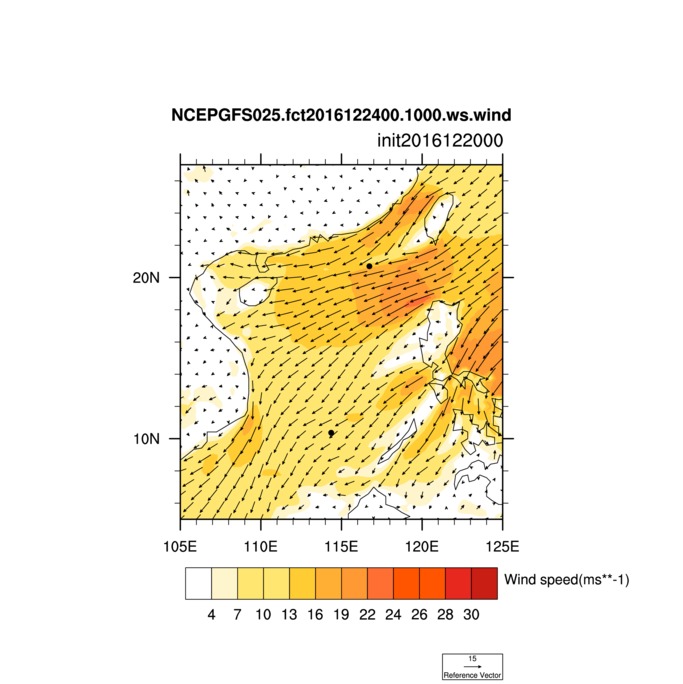 NCEPGFS025.fct2016122400.1000.ws.wind
init2016122000
20N
10N
105E 110E 115E 120E 125E
Wind speed(ms**-1)
4 7 10 13 16 19 22 24 26 28 30
15
Reference Vector